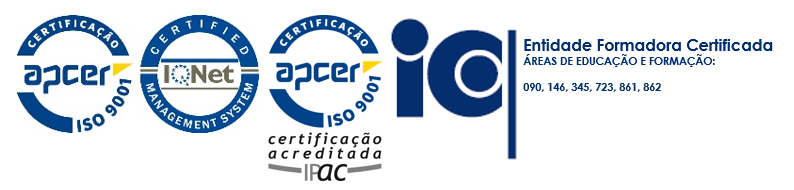 CERTIFICAÇÃO
apcer
ISO 9001
CERTIFIED
IQNet
MANAGEMENT SYSTEM
CERTIFICAÇÃO
apcer
ISO 9001
certificação
acreditada
IPac
iq
Entidade Formadora Certificada
ÁREAS DE EDUCAÇÃO E FORMAÇÃO:
090, 146, 345, 723, 861, 862